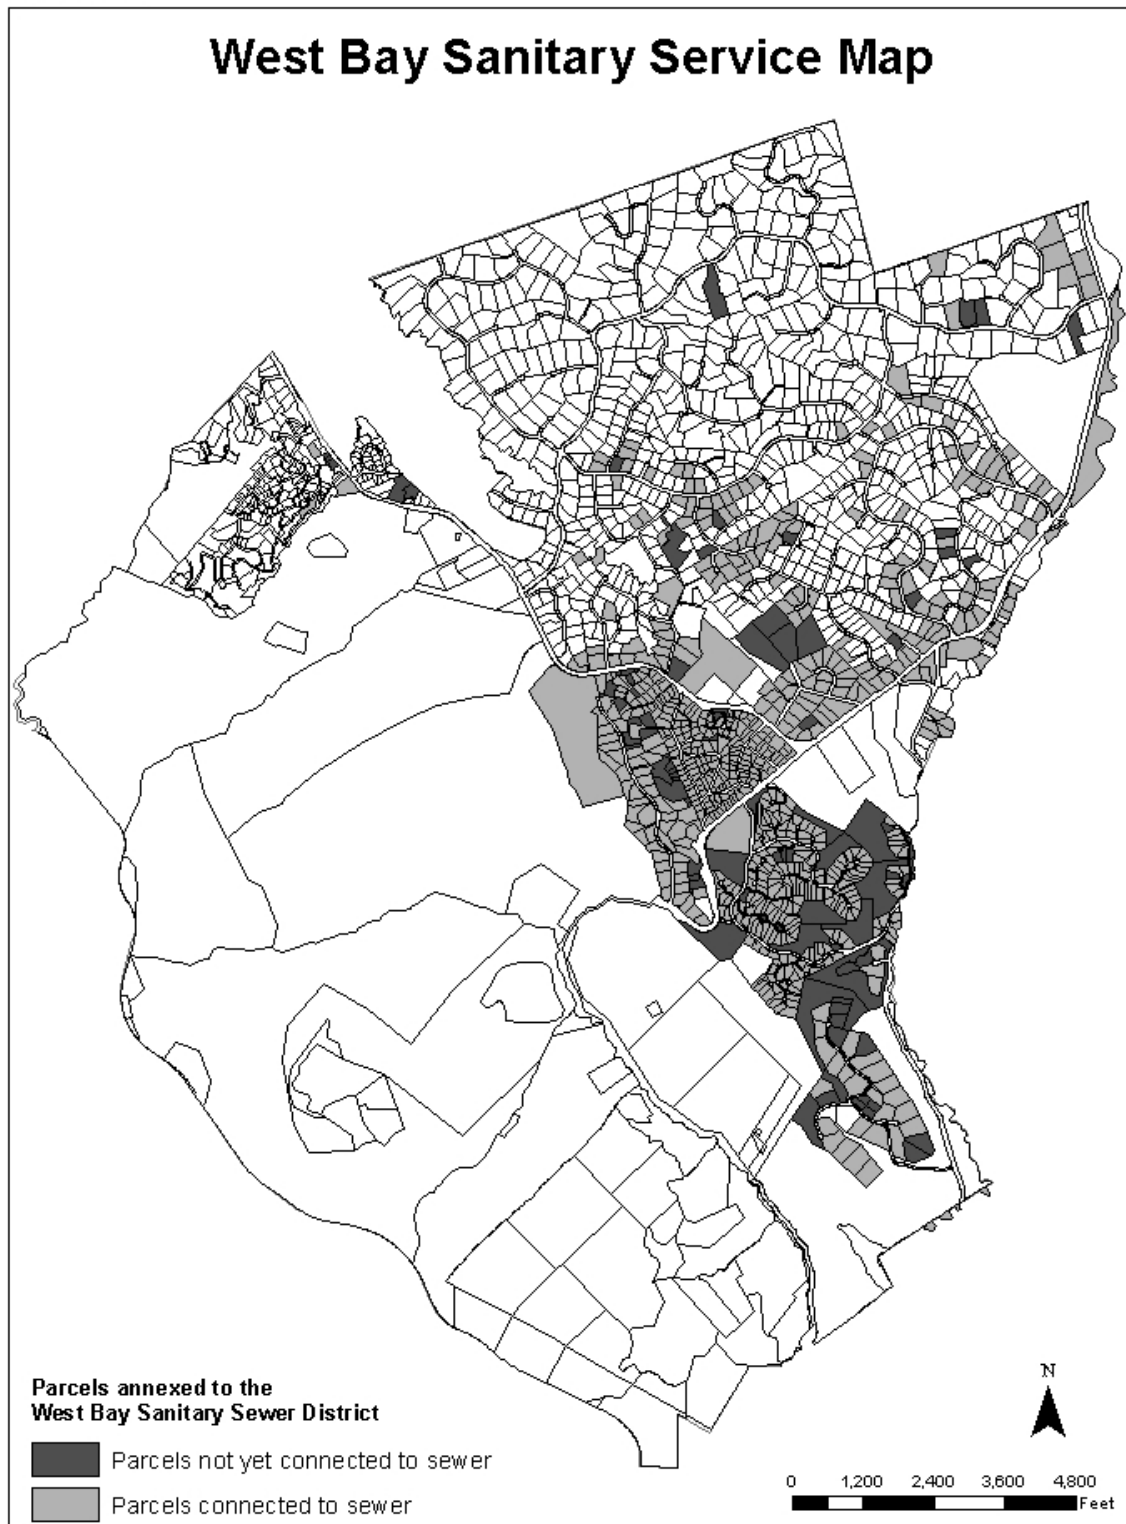 West Bay Sanitary Service Map
Parcels annexed to the
West Bay Sanitary Sewer District
Parcels not yet connected to sewer
Parcels connected to sewer
N
0 1,200 2,400 3,600 4,800
Feet